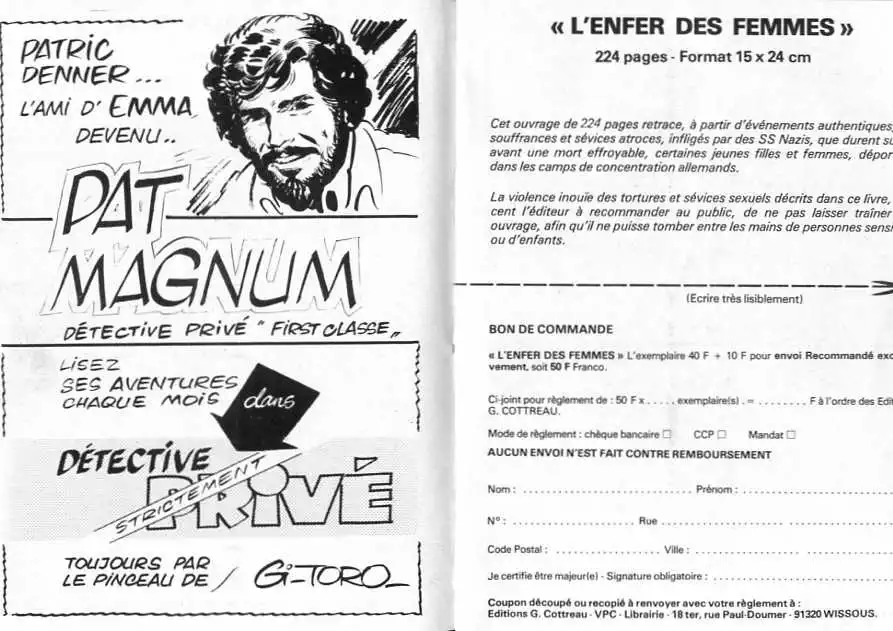 PATRIC
DENNER...
L'AMI D'EMMA
DEVENU..
PAT
MAGNUM
DÉTECTIVE PRIVÉ "FIRST CLASSE„
LISEZ
SES AVENTURES
CHAQUE MOIS
dans
DÉTECTIVE
STRICTEMENT
PRIVÉ
TOUJOURS PAR
LE PINCEAU DE / Gi-TORO
« L'ENFER DES FEMMES »
224 pages - Format 15 x 24 cm
Cet ouvrage de 224 pages retrace, à partir d'événements authentiques,
souffrances et sévices atroces, infligés par des SS Nazis, que durent su
avant une mort effroyable, certaines jeunes filles et femmes, dépor
dans les camps de concentration allemands.
La violence inouïe des tortures et sévices sexuels décrits dans ce livre,
cent l'éditeur à recommander au public, de ne pas laisser traîner
ouvrage, afin qu'il ne puisse tomber entre les mains de personnes sensi
ou d'enfants.
(Ecrire très lisiblement)
BON DE COMMANDE
« L'ENFER DES FEMMES » L'exemplaire 40 F + 10 F pour envoi Recommandé exc
vement, soit 50 F Franco.
Ci-joint pour règlement de : 50 F x . . . . . exemplaire(s) . = . . . . . . . . F à l'ordre des Edit
G. COTTREAU.
Mode de règlement : chèque bancaire □ CCP □ Mandat □
AUCUN ENVOI N'EST FAIT CONTRE REMBOURSEMENT
Nom : . . . . . . . . . . . . . . . . . . . . . . . . . Prénom : . . . . . . . . . . . . . . . . . . . . .
N° : . . . . . . . . . . . . . . . . . . Rue . . . . . . . . . . . . . . . . . . . . . . . . . . . . . .
Code Postal : . . . . . . . . . . . . . . . . Ville : . . . . . . . . . . . . . . . . . . . . . . . . . .
Je certifie être majeur(e) - Signature obligatoire : . . . . . . . . . . . . . . . . . . . . . . . . .
Coupon découpé ou recopié à renvoyer avec votre règlement à :
Editions G. Cottreau - VPC - Librairie - 18 ter, rue Paul-Doumer - 91320 WISSOUS.